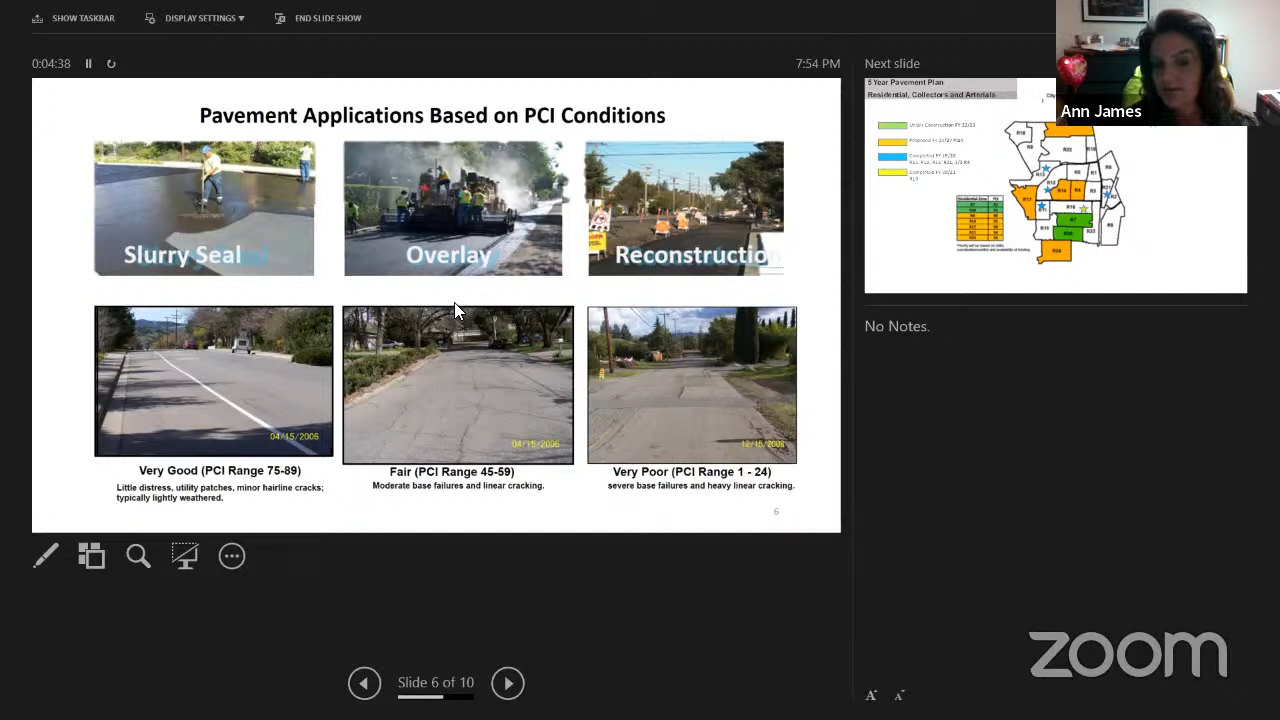 SHOW TASKBAR
DISPLAY SETTINGS ▾
END SLIDE SHOW
0:04:38
7:54 PM
Pavement Applications Based on PCI Conditions
Slurry Seal
Overlay
Reconstruction
04/15/2006
04/15/2006
Very Good (PCI Range 75-89)
Little distress, utility patches, minor hairline cracks;
typically lightly weathered.
Fair (PCI Range 45-59)
Moderate base failures and linear cracking.
Very Poor (PCI Range 1 - 24)
severe base failures and heavy linear cracking.
6
Slide 6 of 10
Next slide
5 Year Pavement Plan
Residential, Collectors and Arterials
Ann James
No Notes.
zoom